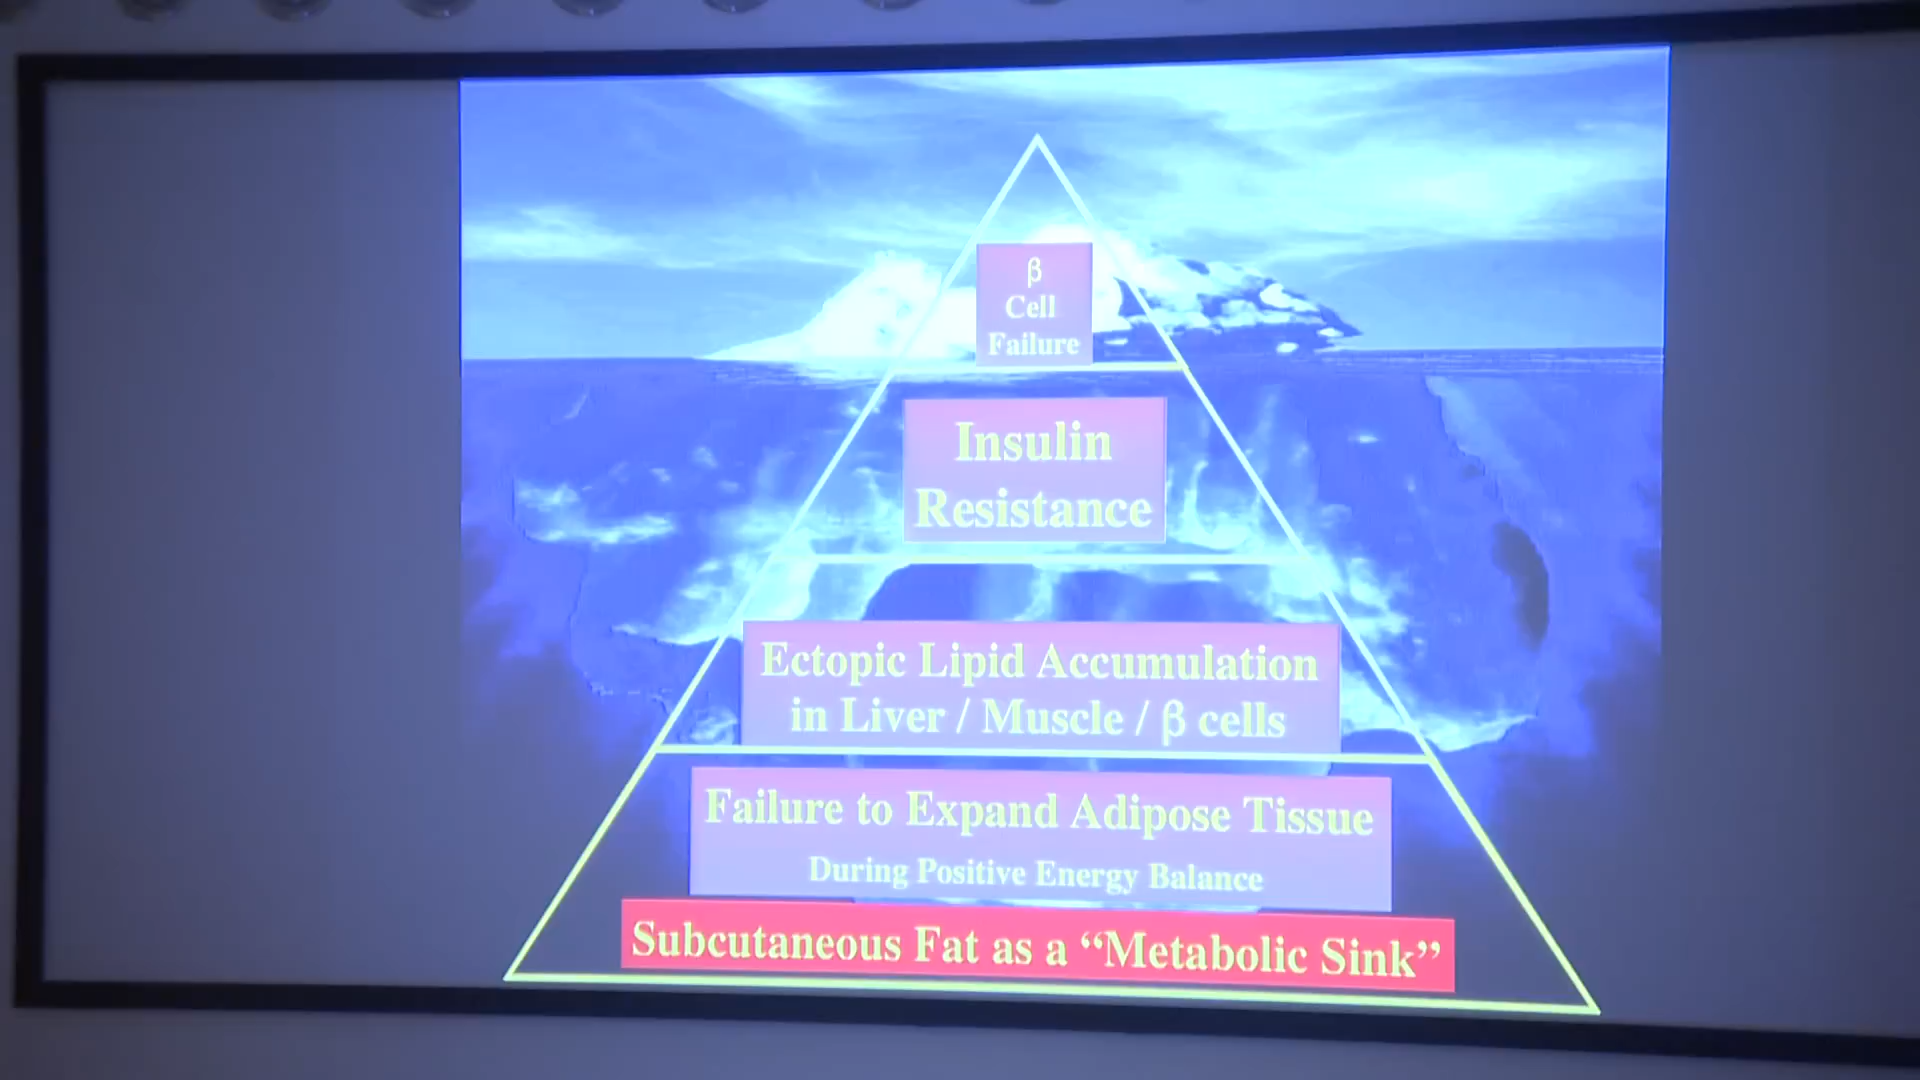 β
Cell
Failure
Insulin
Resistance
Ectopic Lipid Accumulation
in Liver / Muscle / β cells
Failure to Expand Adipose Tissue
During Positive Energy Balance
Subcutaneous Fat as a “Metabolic Sink”